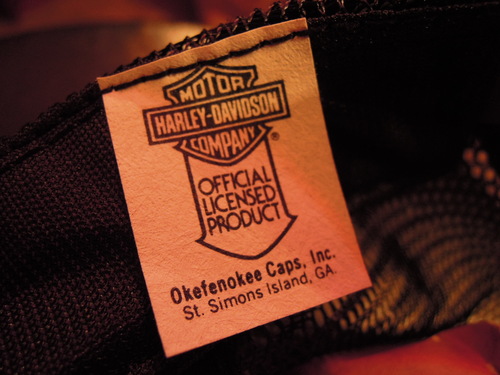 MOTOR
HARLEY-DAVIDSON
COMPANY
®
OFFICIAL
LICENSED
PRODUCT
Okefenokee Caps, Inc.
St. Simons Island, GA.